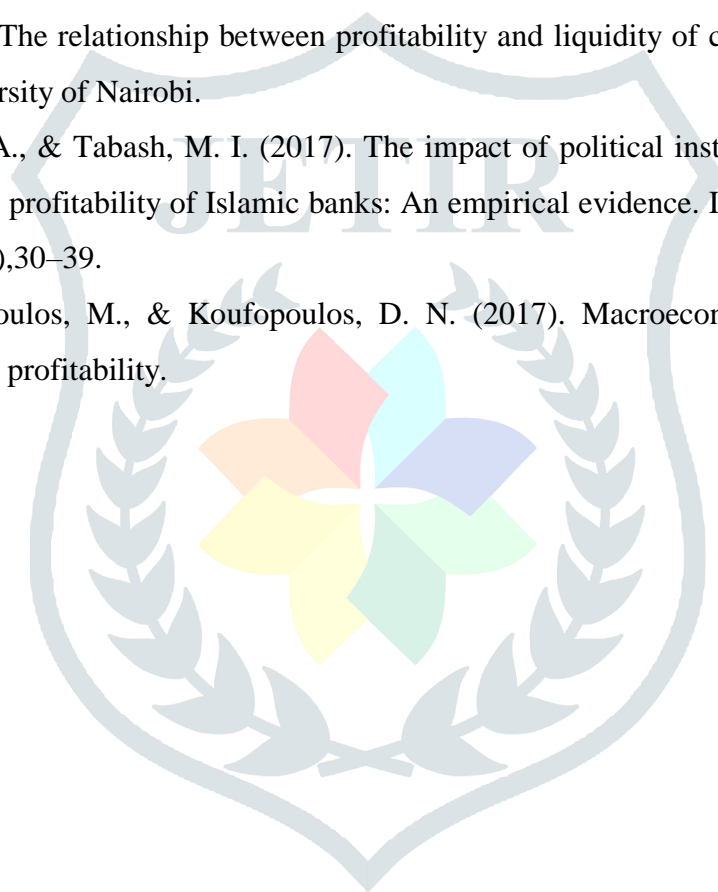 The relationship between profitability and liquidity of c
rsity of Nairobi.
A., & Tabash, M. I. (2017). The impact of political inst
profitability of Islamic banks: An empirical evidence. I
),30–39.
oulos, M., & Koufopoulos, D. N. (2017). Macroecon
profitability.
JETIR